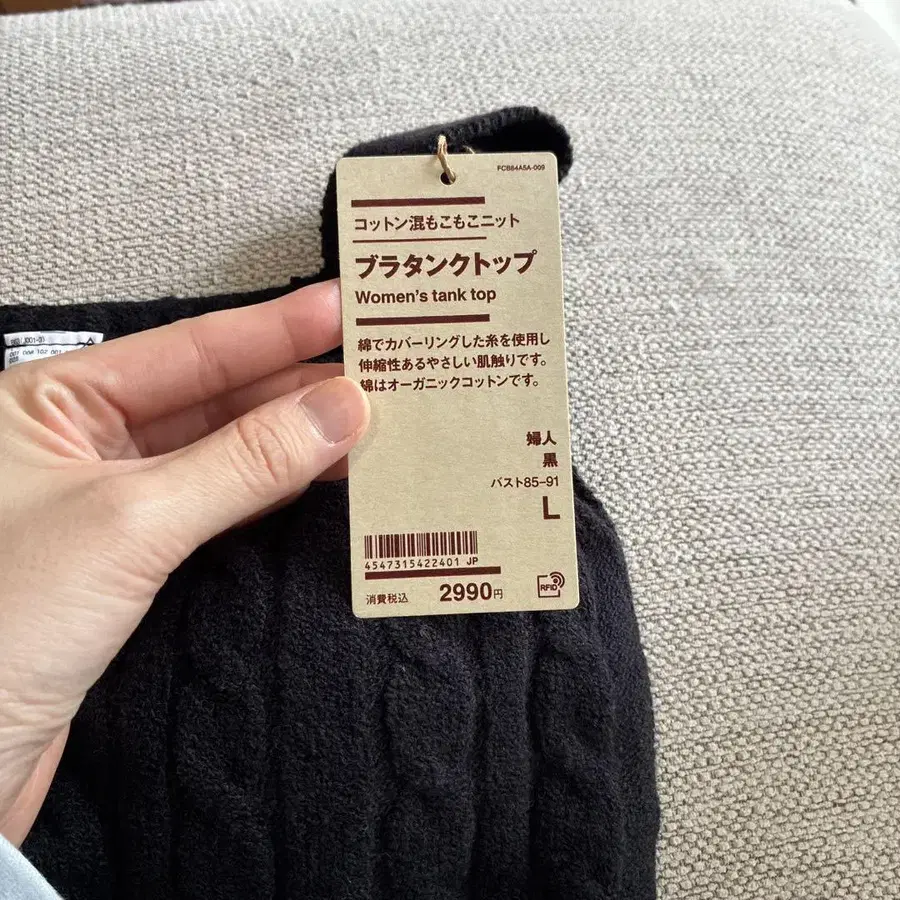 FCB84A5A-009
コットン混もこもこニット
ブラタンクトップ
Women's tank top
綿でカバーリングした糸を使用し
伸縮性あるやさしい肌触りです。
綿はオーガニックコットンです。
婦人
黒
バスト85-91
L
4547315422401 JP
消費税込 2990円
RFID